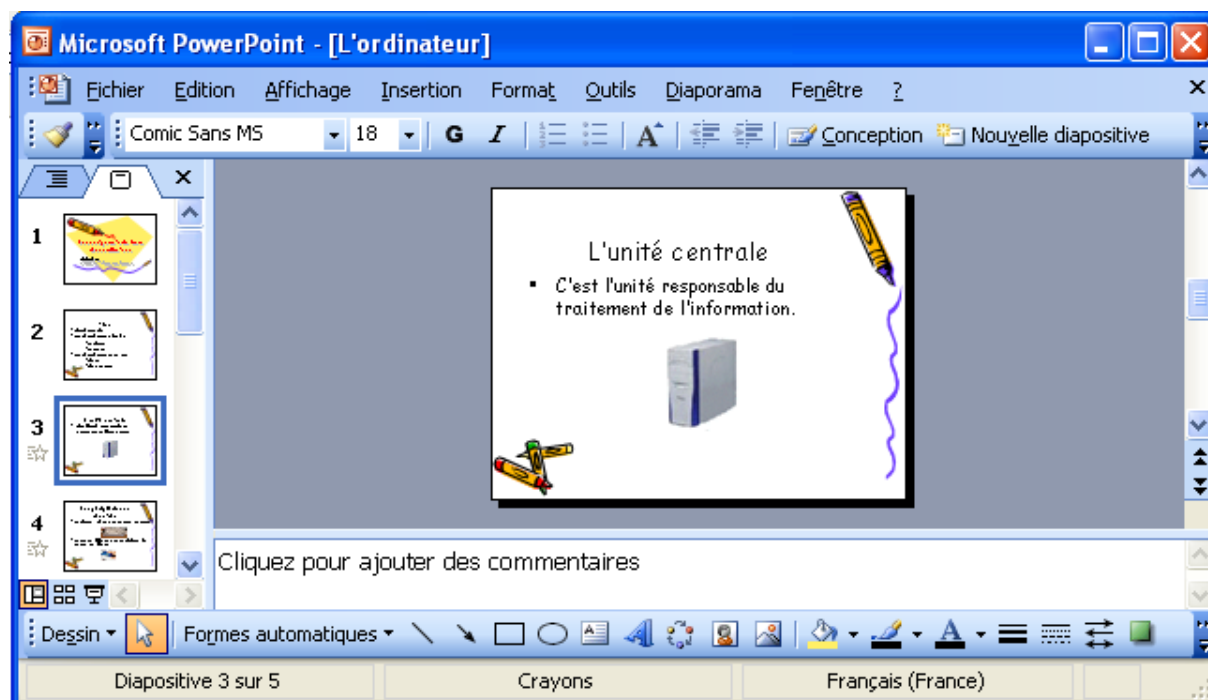 Microsoft PowerPoint - [L'ordinateur]
Fichier Edition Affichage Insertion Format Outils Diaporama Fenêtre ?
Comic Sans MS 18 G I Conception Nouvelle diapositive
1
2
3
4
L'unité centrale
▪ C'est l'unité responsable du
traitement de l'information.
Cliquez pour ajouter des commentaires
Dessin Formes automatiques
Diapositive 3 sur 5 Crayons Français (France)